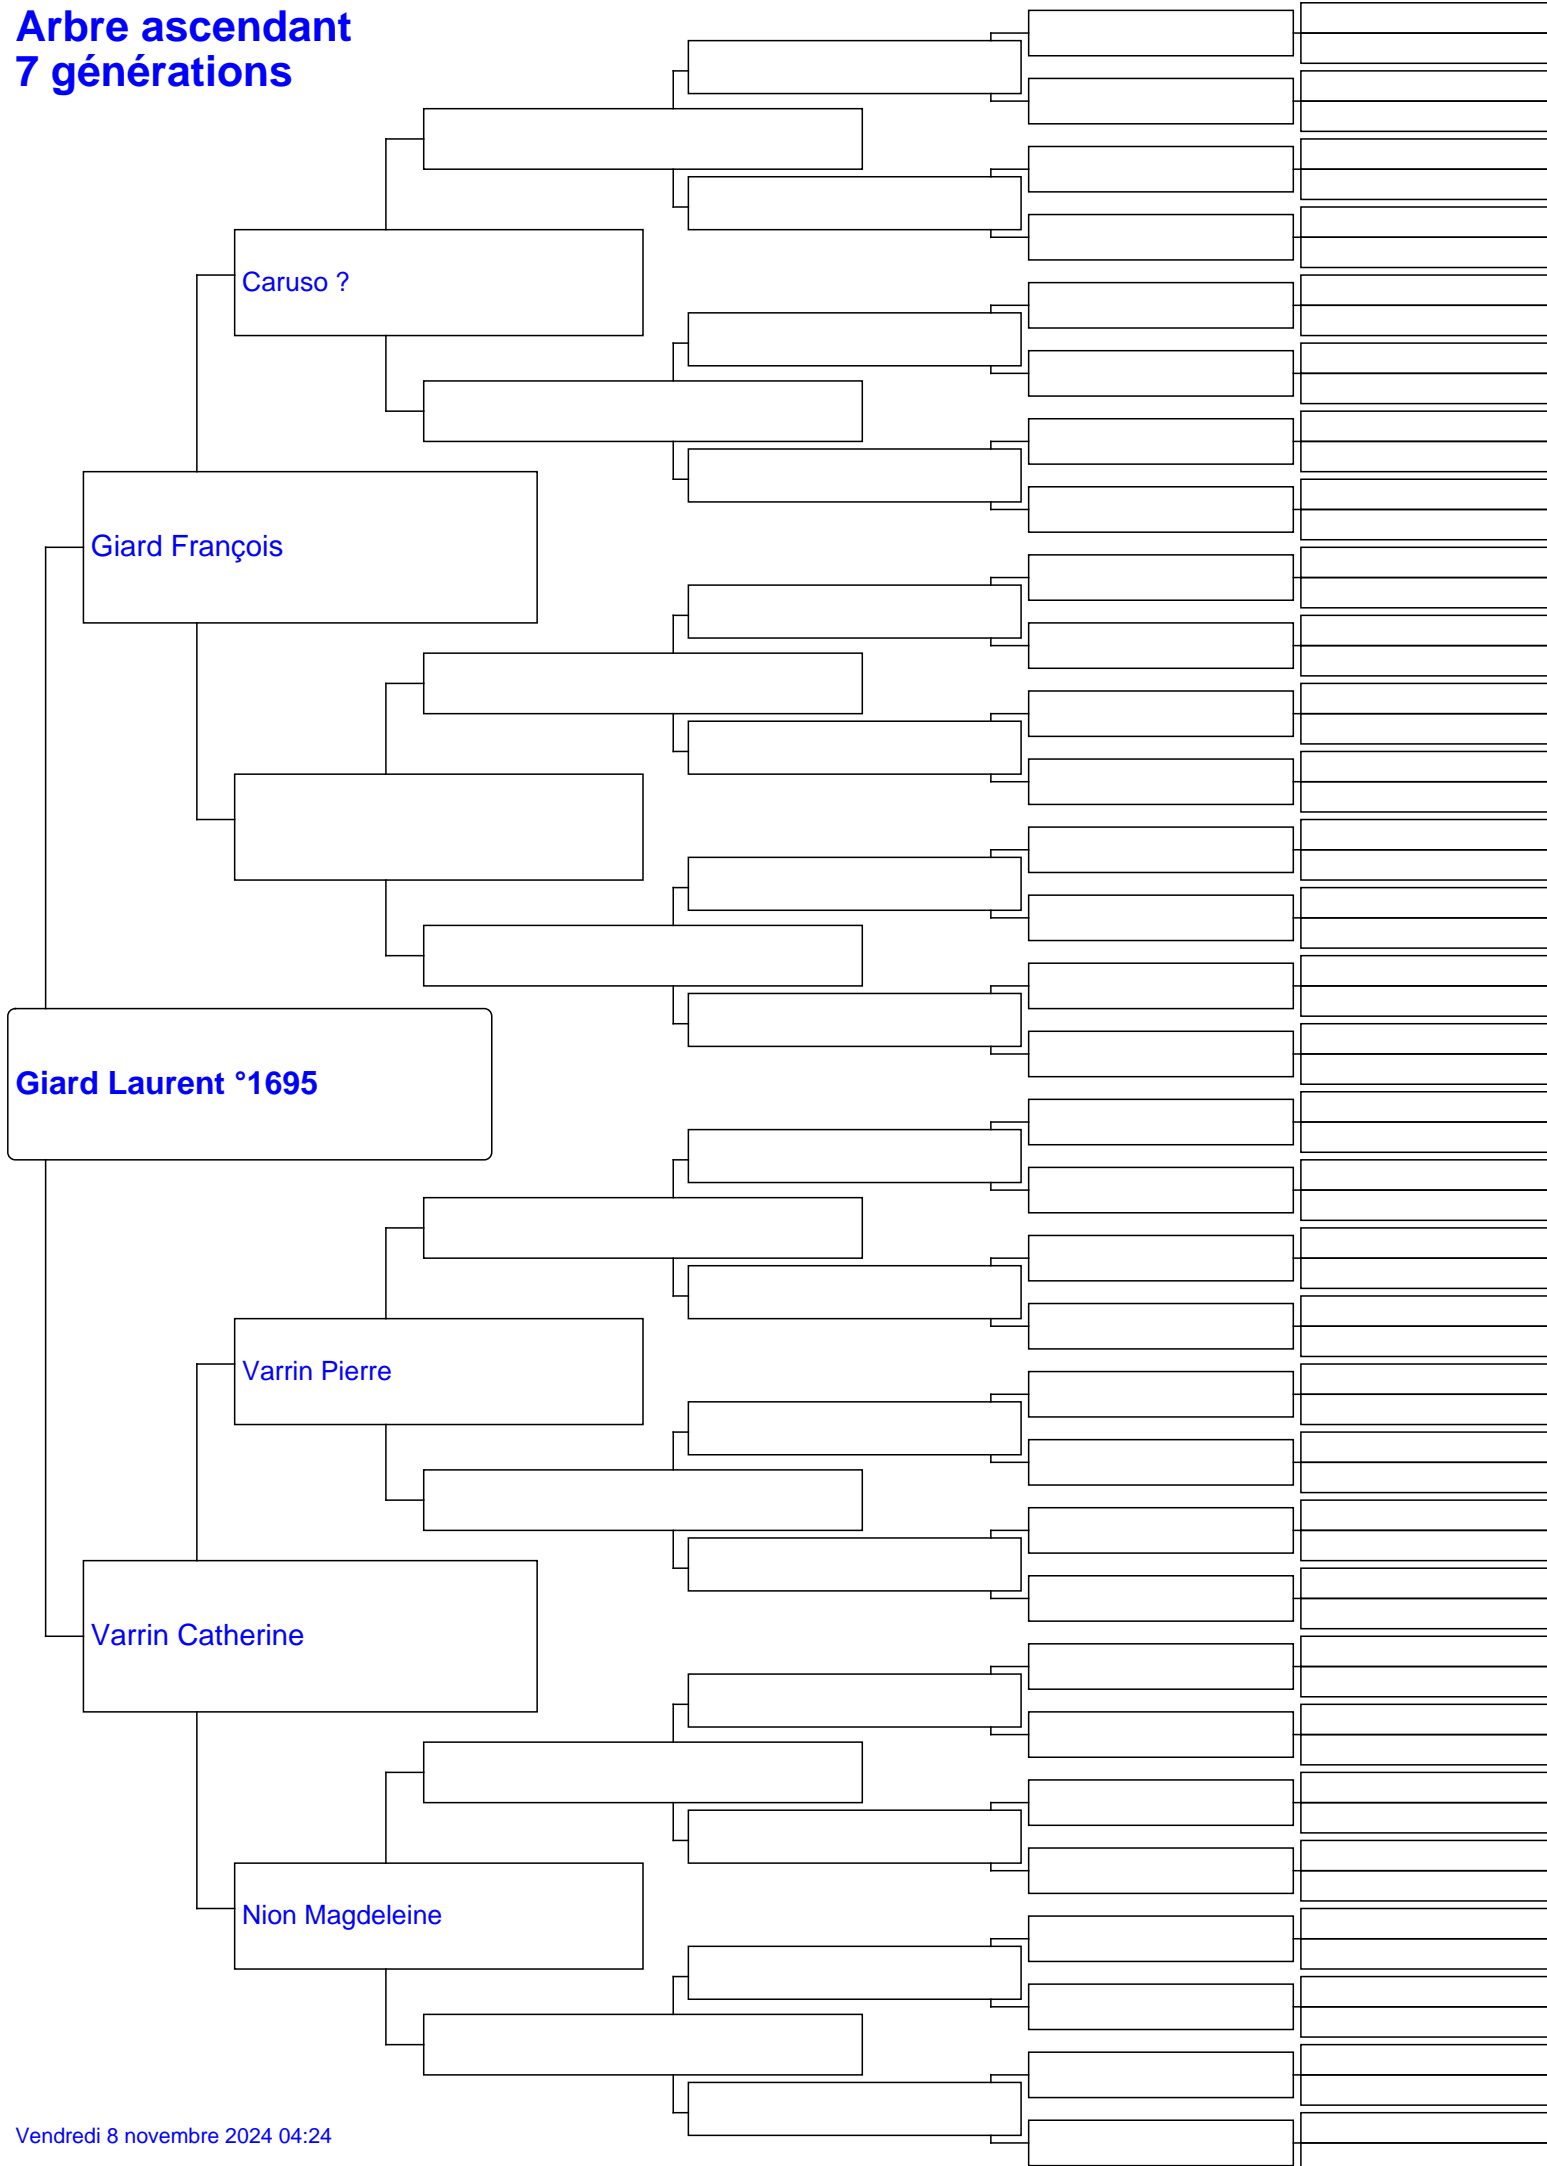 Arbre ascendant
7 générations
Caruso ?
Giard François
Giard Laurent °1695
Varrin Pierre
Varrin Catherine
Nion Magdeleine
Vendredi 8 novembre 2024 04:24